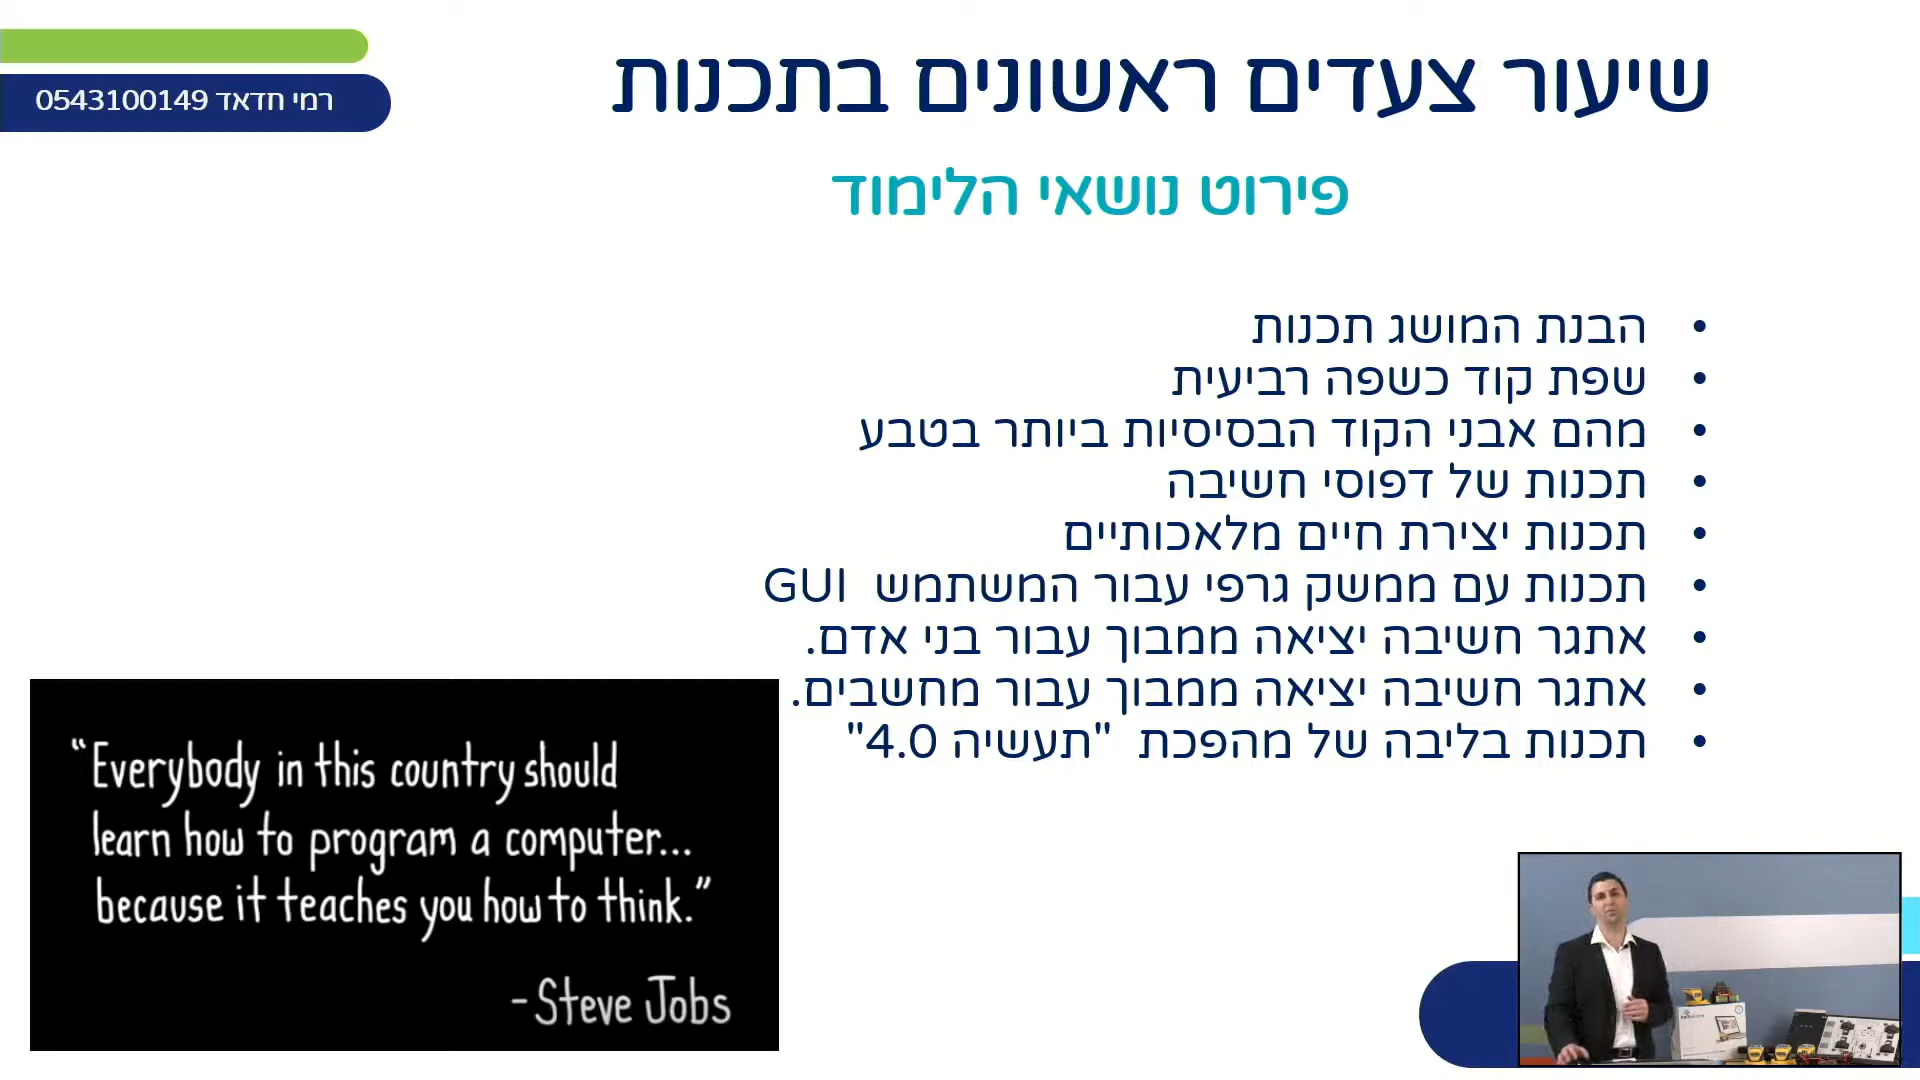 רמי חדאד 0543100149
שיעור צעדים ראשונים בתכנות
פירוט נושאי הלימוד
• הבנת המושג תכנות
• שפת קוד כשפה רביעית
• מהם אבני הקוד הבסיסיות ביותר בטבע
• תכנות של דפוסי חשיבה
• תכנות יצירת חיים מלאכותיים
• תכנות עם ממשק גרפי עבור המשתמש GUI
• אתגר חשיבה יציאה ממבוך עבור בני אדם.
• אתגר חשיבה יציאה ממבוך עבור מחשבים.
• תכנות בליבה של מהפכת "תעשיה 4.0"
“Everybody in this country should
learn how to program a computer...
because it teaches you how to think.”
- Steve Jobs